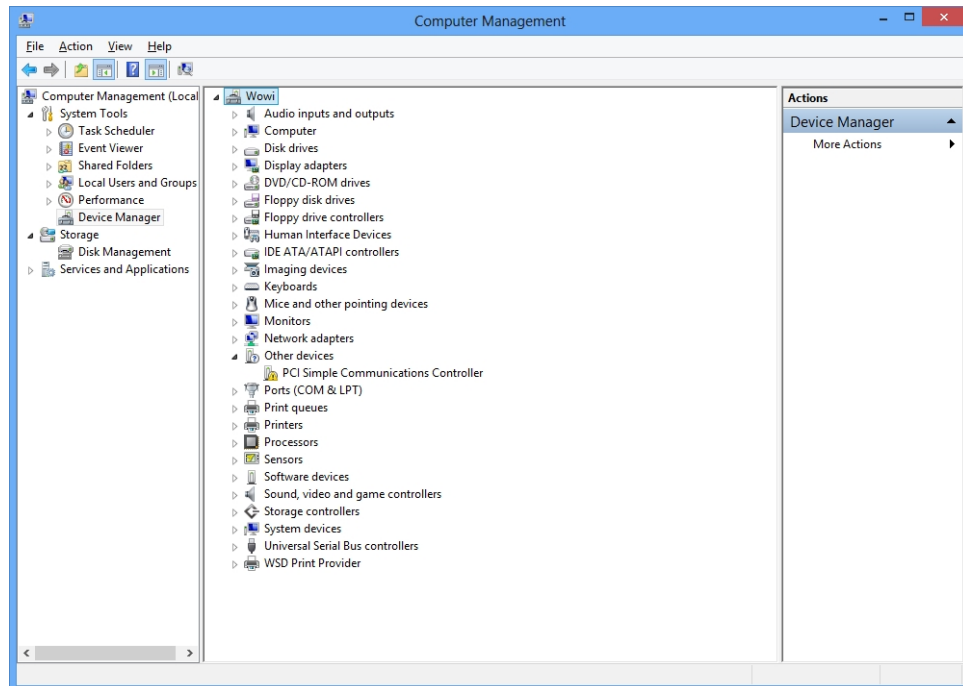 Computer Management
File Action View Help
Computer Management (Local
System Tools
Task Scheduler
Event Viewer
Shared Folders
Local Users and Groups
Performance
Device Manager
Storage
Disk Management
Services and Applications
Wowi
Audio inputs and outputs
Computer
Disk drives
Display adapters
DVD/CD-ROM drives
Floppy disk drives
Floppy drive controllers
Human Interface Devices
IDE ATA/ATAPI controllers
Imaging devices
Keyboards
Mice and other pointing devices
Monitors
Network adapters
Other devices
PCI Simple Communications Controller
Ports (COM & LPT)
Print queues
Printers
Processors
Sensors
Software devices
Sound, video and game controllers
Storage controllers
System devices
Universal Serial Bus controllers
WSD Print Provider
Actions
Device Manager
More Actions